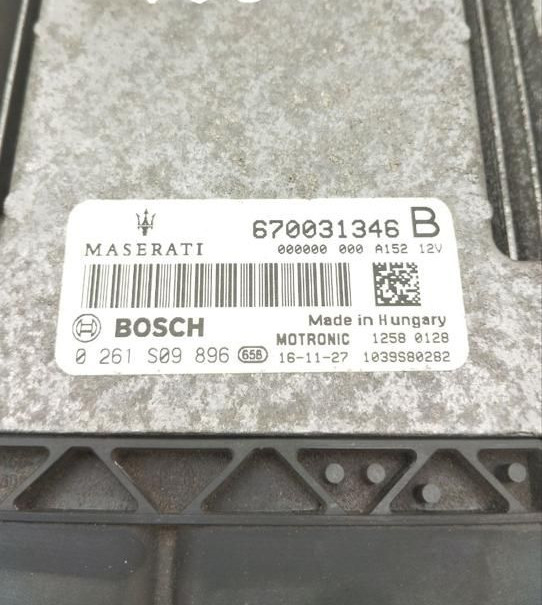 670031346 B
MASERATI
000000 000 A152 12V
BOSCH
Made in Hungary
MOTRONIC 1258 0128
0 261 S09 896 658 16-11-27 1039S80282